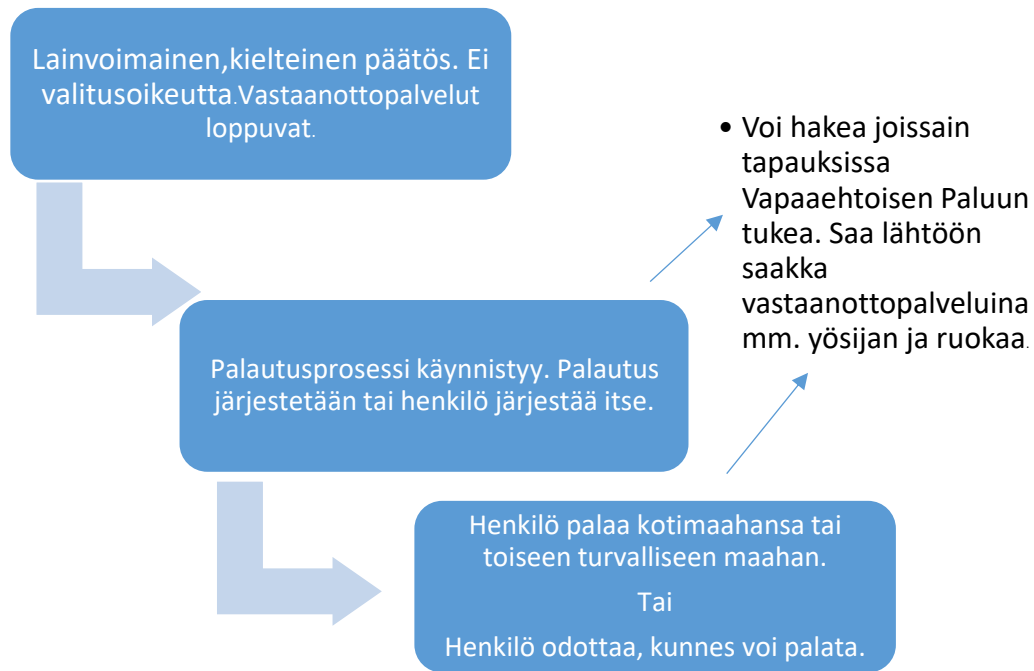 Lainvoimainen,kielteinen päätös. Ei
valitusoikeutta.Vastaanottopalvelut
loppuvat.
• Voi hakea joissain
tapauksissa
Vapaaehtoisen Paluun
tukea. Saa lähtöön
saakka
vastaanottopalveluina
mm. yösijan ja ruokaa.
Palautusprosessi käynnistyy. Palautus
järjestetään tai henkilö järjestää itse.
Henkilö palaa kotimaahansa tai
toiseen turvalliseen maahan.
Tai
Henkilö odottaa, kunnes voi palata.